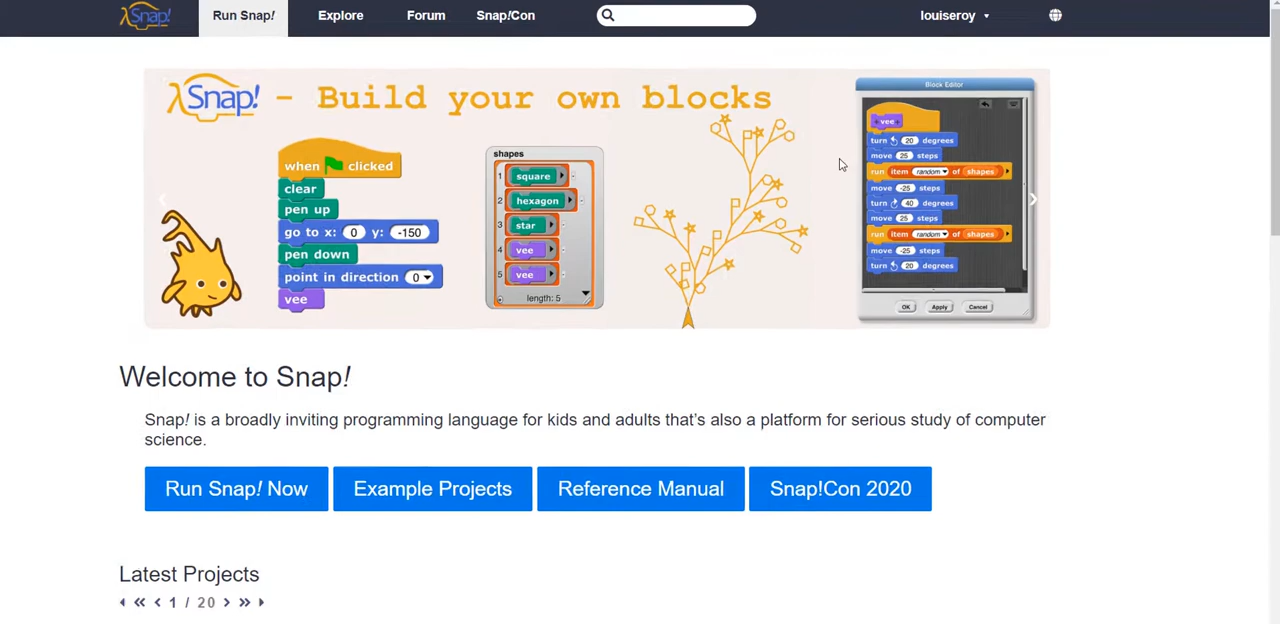 λSnap! Run Snap! Explore Forum Snap!Con louiseroy
λSnap! - Build your own blocks
when clicked
clear
pen up
go to x: 0 y: -150
pen down
point in direction 0
vee
shapes
1 square
2 hexagon
3 star
4 vee
5 vee
length: 5
Block Editor
+ vee +
turn 20 degrees
move 25 steps
run item random of shapes
move -25 steps
turn 40 degrees
move 25 steps
run item random of shapes
move -25 steps
turn 20 degrees
OK Apply Cancel
Welcome to Snap!
Snap! is a broadly inviting programming language for kids and adults that's also a platform for serious study of computer
science.
Run Snap! Now Example Projects Reference Manual Snap!Con 2020
Latest Projects
1 / 20